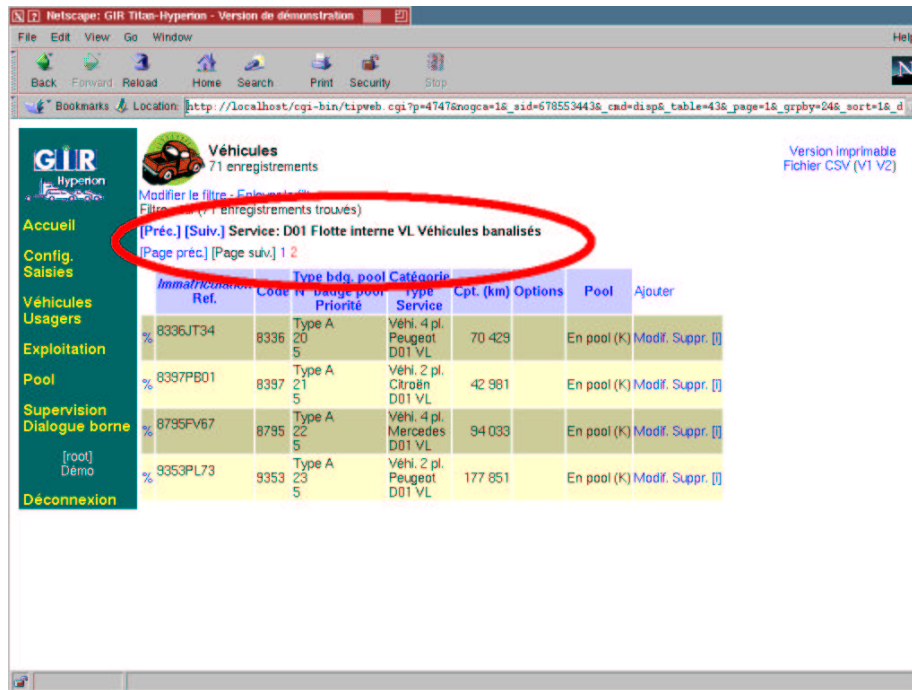 Netscape: GIR Titan-Hyperion - Version de démonstration
File Edit View Go Window Help
Back Forward Reload Home Search Print Security Stop
Bookmarks Location: http://localhost/cgi-bin/tipweb.cgi?p=4747&nogca=1&_sid=678553443&_cmd=disp&_table=43&_page=1&_grpby=24&_sort=1&_d
GIR
Hyperion
Accueil
Config.
Saisies
Véhicules
Usagers
Exploitation
Pool
Supervision
Dialogue borne
[root]
Démo
Déconnexion
Véhicules
71 enregistrements
Version imprimable
Fichier CSV (V1 V2)
Modifier le filtre - Enlever le
(71 enregistrements trouvés)
[Préc.] [Suiv.] Service: D01 Flotte interne VL Véhicules banalisés
[Page préc.] [Page suiv.] 1 2
Immatriculation
Ref.
Code
Type bdg. pool
N° badge pool
Priorité
Catégorie
Type
Service
Cpt. (km) Options Pool Ajouter
% 8336JT34 8336 Type A
20
5
Véhi. 4 pl.
Peugeot
D01 VL
70 429 En pool (K) Modif. Suppr. [i]
% 8397PB01 8397 Type A
21
5
Véhi. 2 pl.
Citroën
D01 VL
42 981 En pool (K) Modif. Suppr. [i]
% 8795FV67 8795 Type A
22
5
Véhi. 4 pl.
Mercedes
D01 VL
94 033 En pool (K) Modif. Suppr. [i]
% 9353PL73 9353 Type A
23
5
Véhi. 2 pl.
Peugeot
D01 VL
177 851 En pool (K) Modif. Suppr. [i]